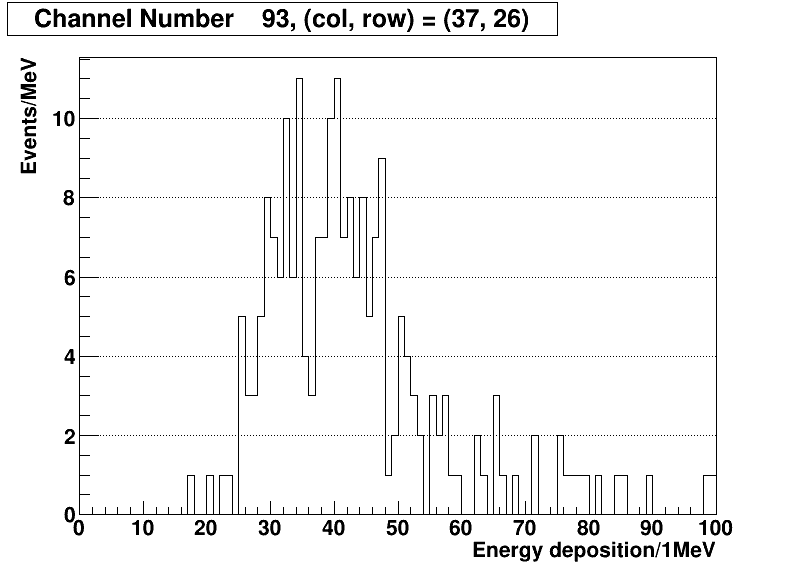 Channel Number 93, (col, row) = (37, 26)
Events/MeV
10
8
6
4
2
0
0 10 20 30 40 50 60 70 80 90 100
Energy deposition/1MeV